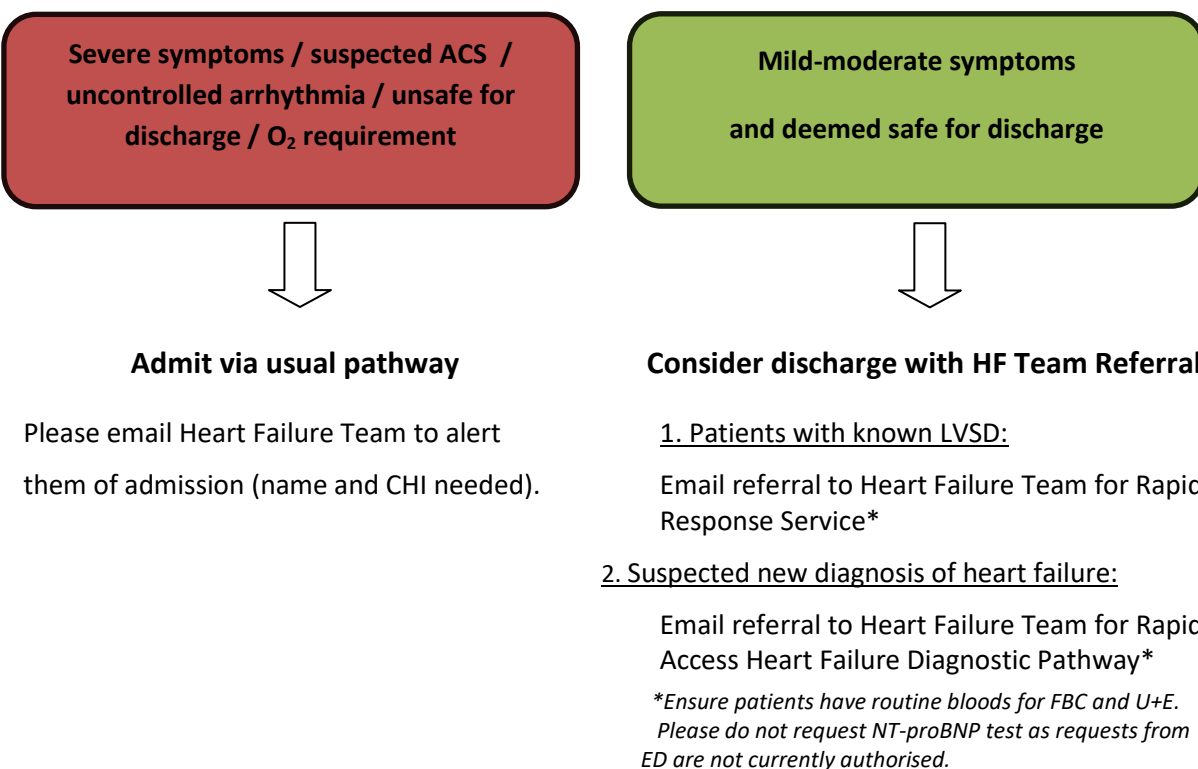 Severe symptoms / suspected ACS /
uncontrolled arrhythmia / unsafe for
discharge / O₂ requirement
Admit via usual pathway
Please email Heart Failure Team to alert
them of admission (name and CHI needed).
Mild-moderate symptoms
and deemed safe for discharge
Consider discharge with HF Team Referral
1. Patients with known LVSD:
Email referral to Heart Failure Team for Rapid
Response Service*
2. Suspected new diagnosis of heart failure:
Email referral to Heart Failure Team for Rapid
Access Heart Failure Diagnostic Pathway*
*Ensure patients have routine bloods for FBC and U+E.
Please do not request NT-proBNP test as requests from
ED are not currently authorised.